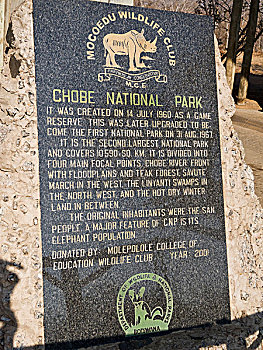 MOGOEDU WILDLIFE CLUB
M.C.E
CHOBE NATIONAL PARK
IT WAS CREATED ON 14 JULY 1960 AS A GAME
RESERVE. THIS WAS LATER UPGRADED TO BE-
COME THE FIRST NATIONAL PARK ON 31 AUG, 1967.
IT IS THE SECOND LARGEST NATIONAL PARK
AND COVERS 10590 SQ. KM. IT IS DIVIDED INTO
FOUR MAIN FOCAL POINTS, CHOBE RIVER FRONT
WITH FLOODPLAINS AND TEAK FOREST, SAVUTE
MARCH IN THE WEST, THE LINYANTI SWAMPS IN
THE NORTH WEST, AND THE HOT DRY WINTER
LAND IN BETWEEN.
THE ORIGINAL INHABITANTS WERE THE SAN
PEOPLE. A MAJOR FEATURE OF C.N.P IS ITS
ELEPHANT POPULATION.
DONATED BY: MOLEPOLOLE COLLEGE OF
EDUCATION WILDLIFE CLUB YEAR 2001
BOTSWANA